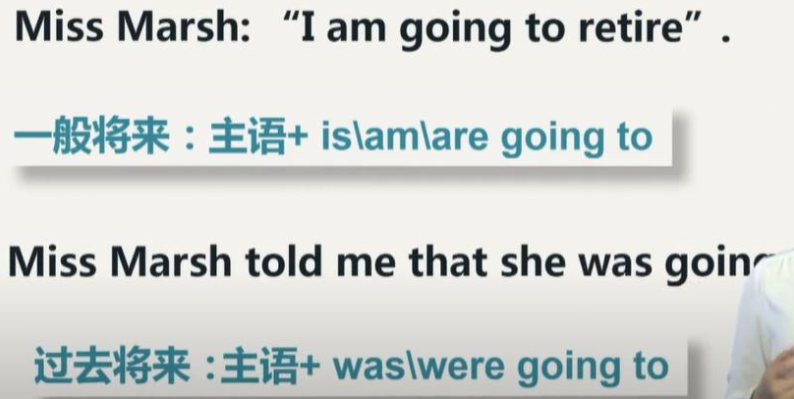 Miss Marsh: “I am going to retire”.
一般将来：主语+ is\am\are going to
Miss Marsh told me that she was going
过去将来：主语+ was\were going to